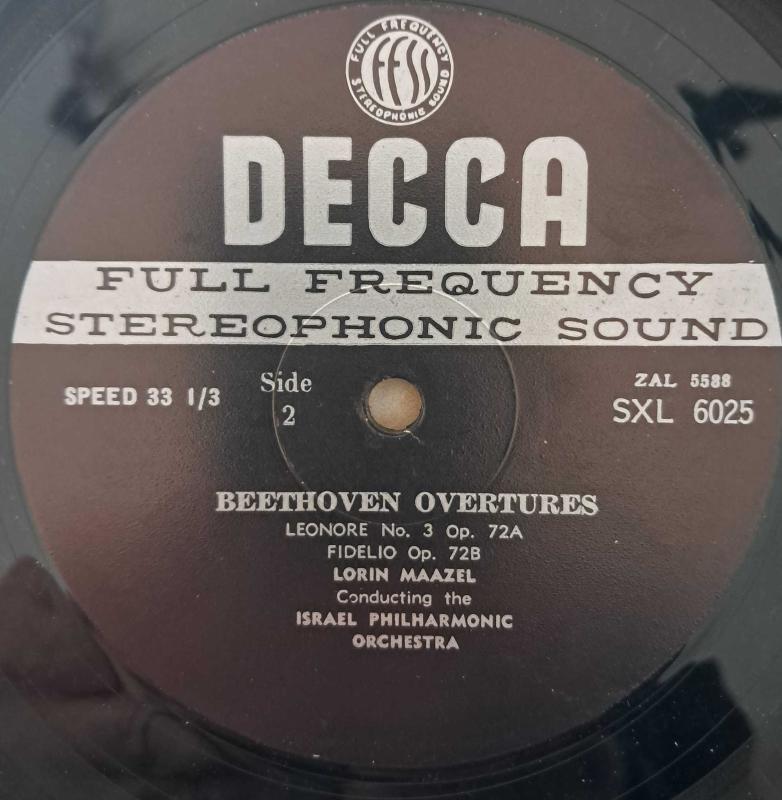 FULL FREQUENCY
FFSS
STEREOPHONIC SOUND
DECCA
FULL FREQUENCY
STEREOPHONIC SOUND
SPEED 33 1/3
Side
2
ZAL 5588
SXL 6025
BEETHOVEN OVERTURES
LEONORE No. 3 Op. 72A
FIDELIO Op. 72B
LORIN MAAZEL
Conducting the
ISRAEL PHILHARMONIC
ORCHESTRA